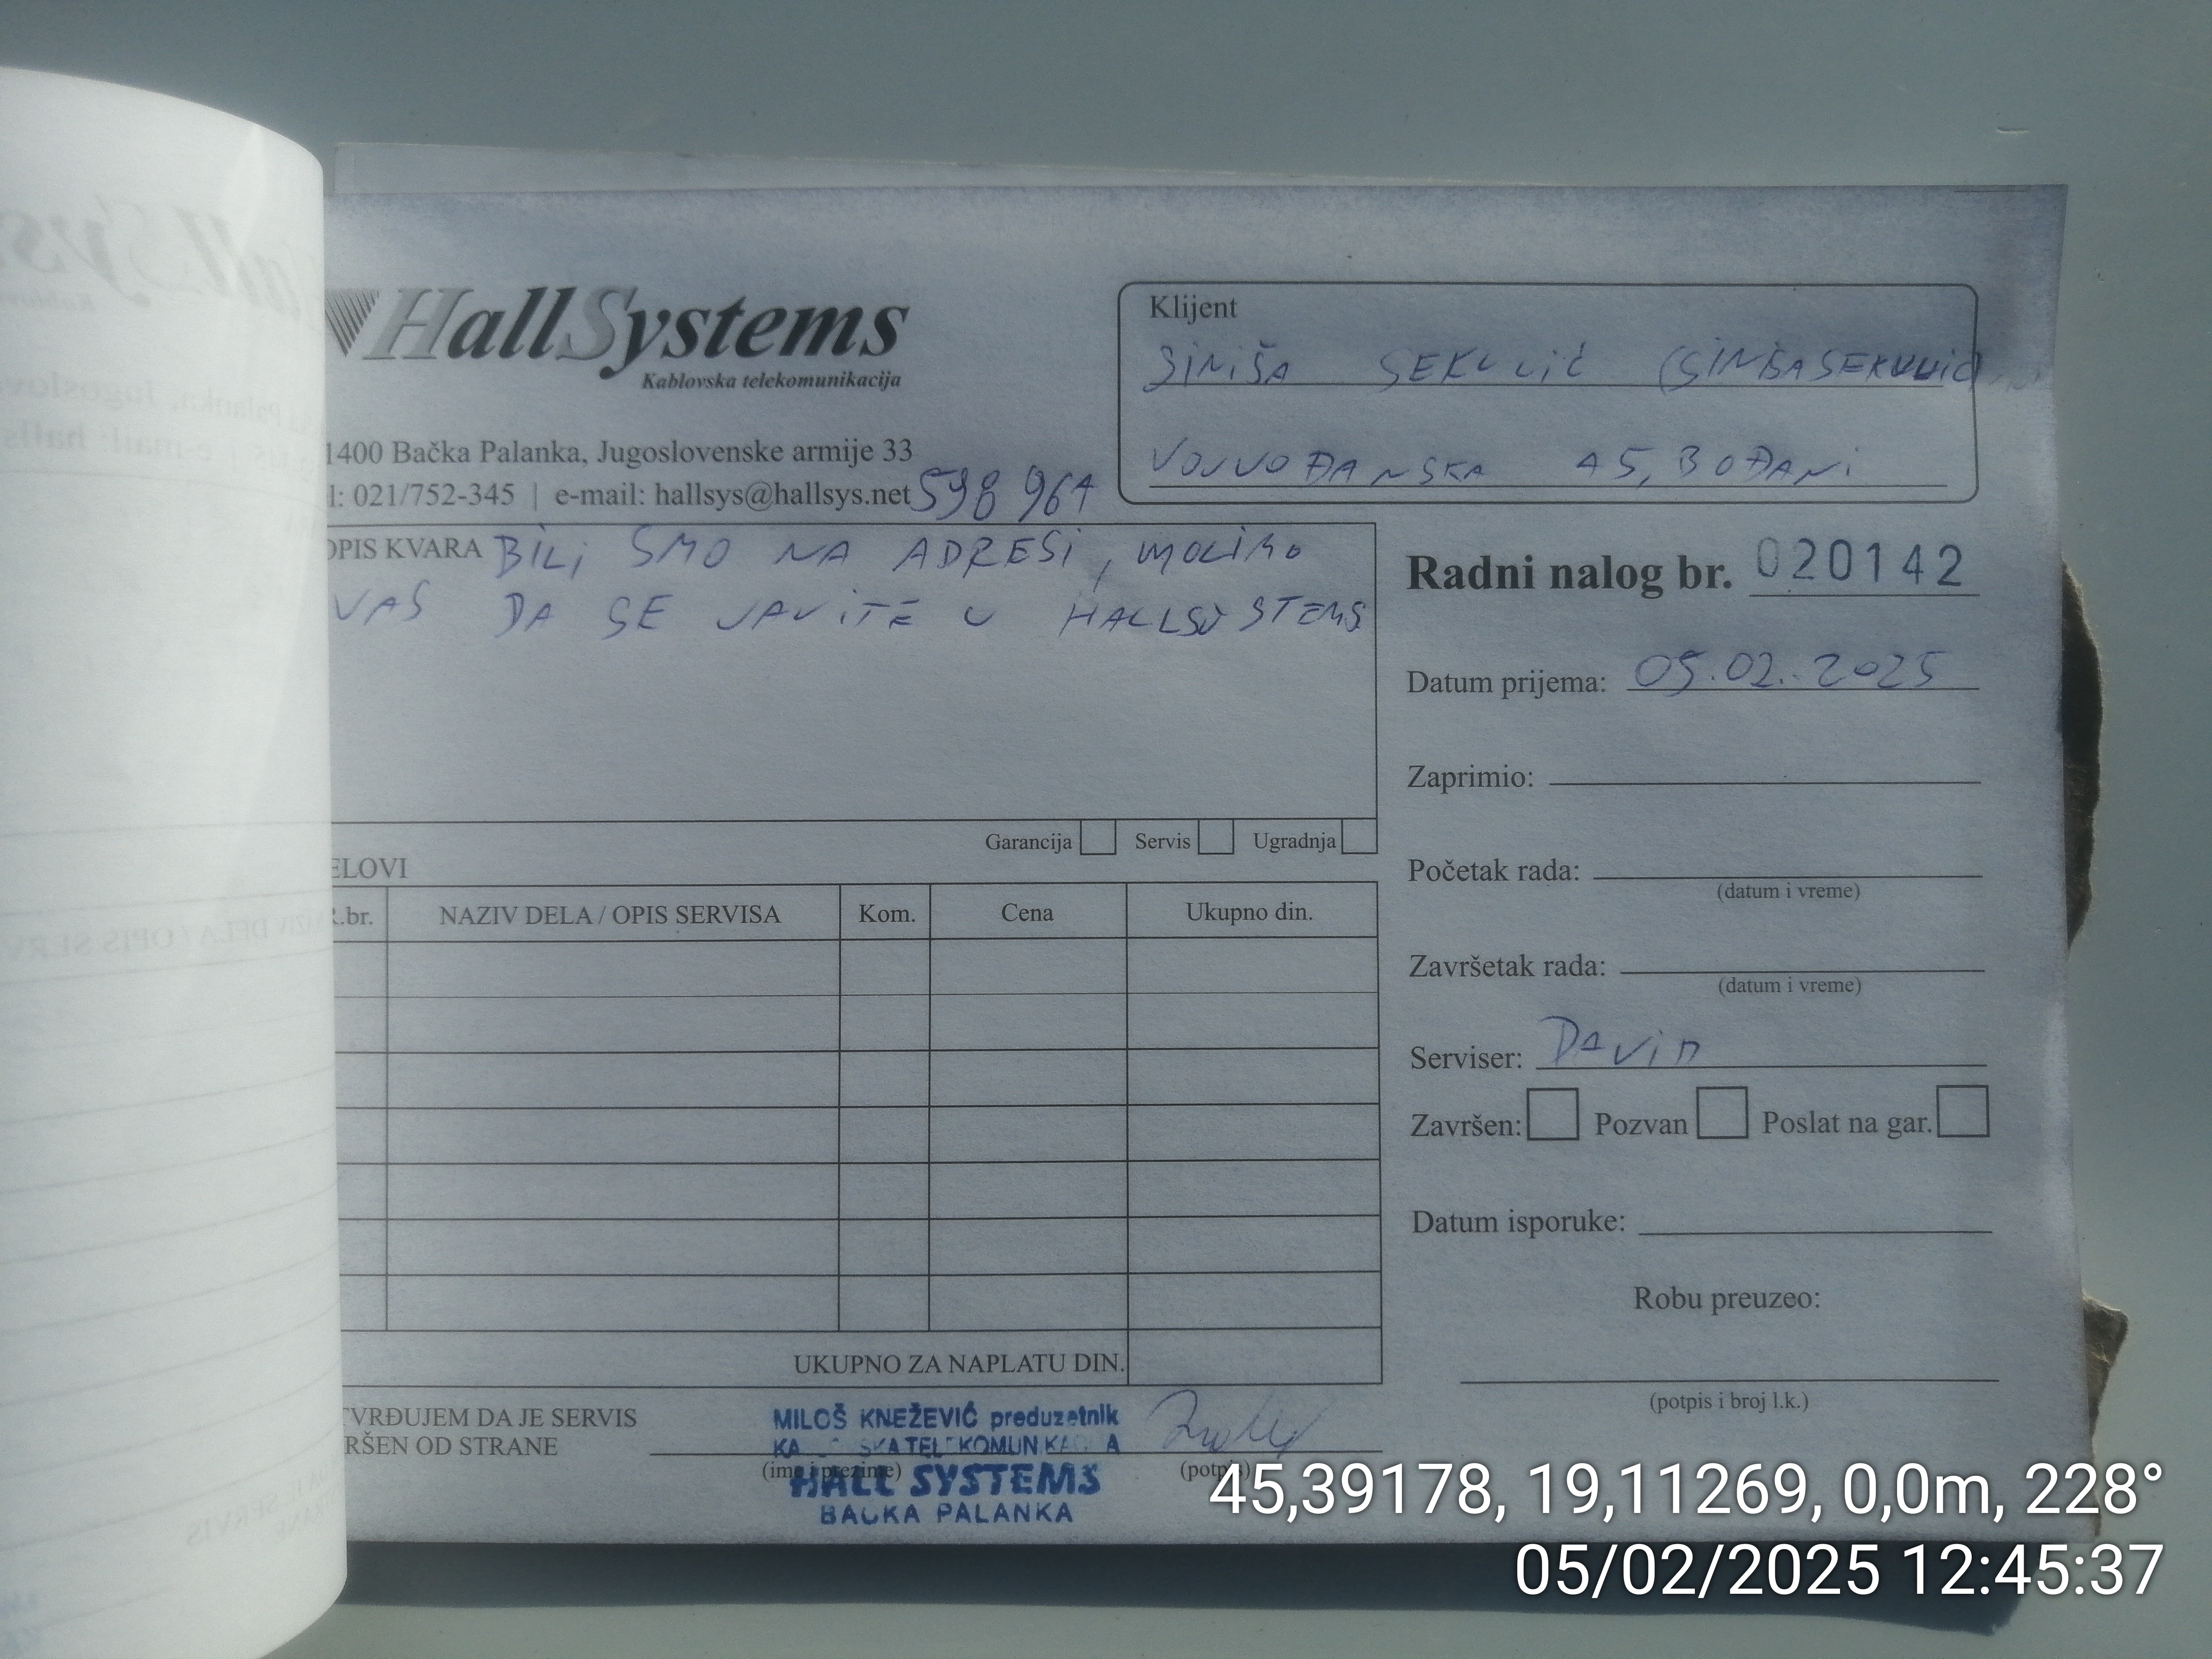 HallSystems
Kablovska telekomunikacija
1400 Bačka Palanka, Jugoslovenske armije 33
l: 021/752-345 | e-mail: hallsys@hallsys.net
598 964
Klijent
SINIŠA SEKULIĆ (SINISASEKULIC)
VOJVOĐANSKA 45, BOĐANI
OPIS KVARA BILI SMO NA ADRESI, MOLIMO
VAS DA SE JAVITE U HALLSYSTEMS
Garancija Servis Ugradnja
ELOVI
R.br. NAZIV DELA / OPIS SERVISA Kom. Cena Ukupno din.
UKUPNO ZA NAPLATU DIN.
TVRĐUJEM DA JE SERVIS
RŠEN OD STRANE
(ime i prezime)
(potpis)
MILOŠ KNEŽEVIĆ preduzetnik
HALL SYSTEMS
BAČKA PALANKA
Radni nalog br. 020142
Datum prijema: 05.02.2025
Zaprimio:
Početak rada:
(datum i vreme)
Završetak rada:
(datum i vreme)
Serviser: DAVID
Završen: Pozvan Poslat na gar.
Datum isporuke:
Robu preuzeo:
(potpis i broj l.k.)
45,39178, 19,11269, 0,0m, 228°
05/02/2025 12:45:37